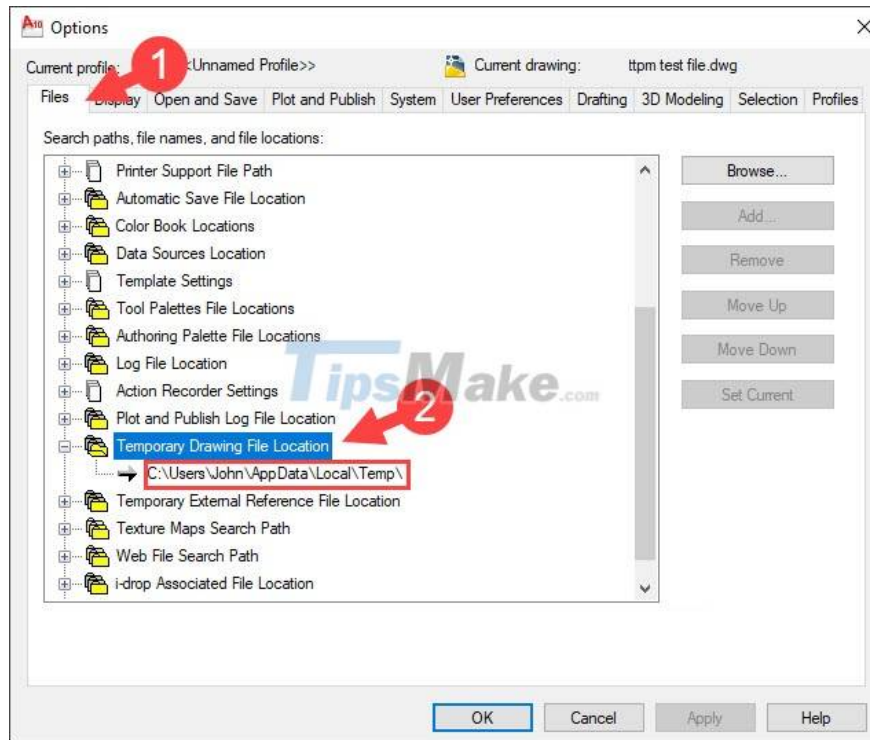 A10 Options
Current profile: <Unnamed Profile>> Current drawing: ttpm test file.dwg
1
Files Display Open and Save Plot and Publish System User Preferences Drafting 3D Modeling Selection Profiles
Search paths, file names, and file locations:
Printer Support File Path
Browse...
Automatic Save File Location
Add...
Color Book Locations
Data Sources Location
Remove
Template Settings
Tool Palettes File Locations
Move Up
Authoring Palette File Locations
Move Down
Log File Location
TipsMake.com
Action Recorder Settings
Set Current
Plot and Publish Log File Location
2
Temporary Drawing File Location
C:\Users\John\AppData\Local\Temp\
Temporary External Reference File Location
Texture Maps Search Path
Web File Search Path
i-drop Associated File Location
OK Cancel Apply Help